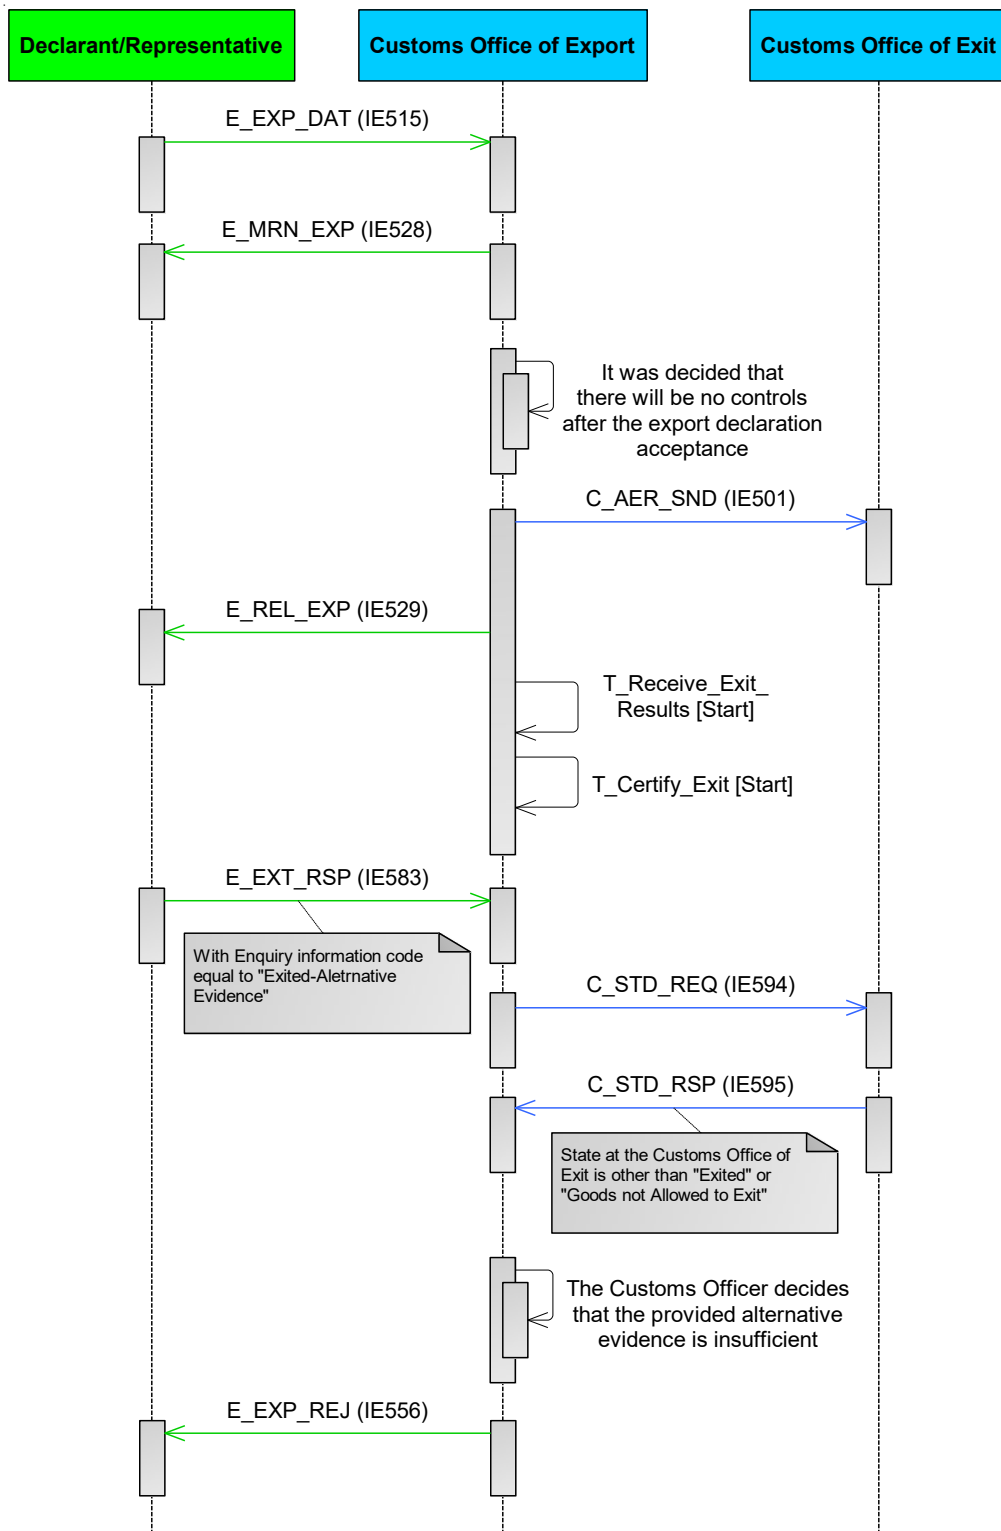 Declarant/Representative
Customs Office of Export
Customs Office of Exit
E_EXP_DAT (IE515)
E_MRN_EXP (IE528)
It was decided that
there will be no controls
after the export declaration
acceptance
C_AER_SND (IE501)
E_REL_EXP (IE529)
T_Receive_Exit_
Results [Start]
T_Certify_Exit [Start]
E_EXT_RSP (IE583)
With Enquiry information code
equal to "Exited-Aletrnative
Evidence"
C_STD_REQ (IE594)
C_STD_RSP (IE595)
State at the Customs Office of
Exit is other than "Exited" or
"Goods not Allowed to Exit"
The Customs Officer decides
that the provided alternative
evidence is insufficient
E_EXP_REJ (IE556)